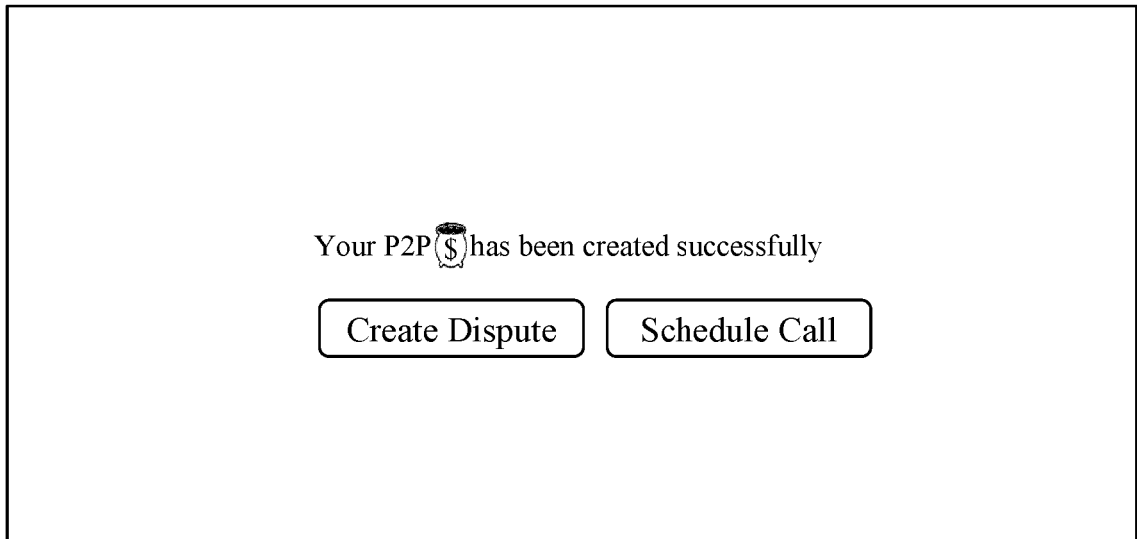 Your P2P $ has been created successfully
Create Dispute
Schedule Call